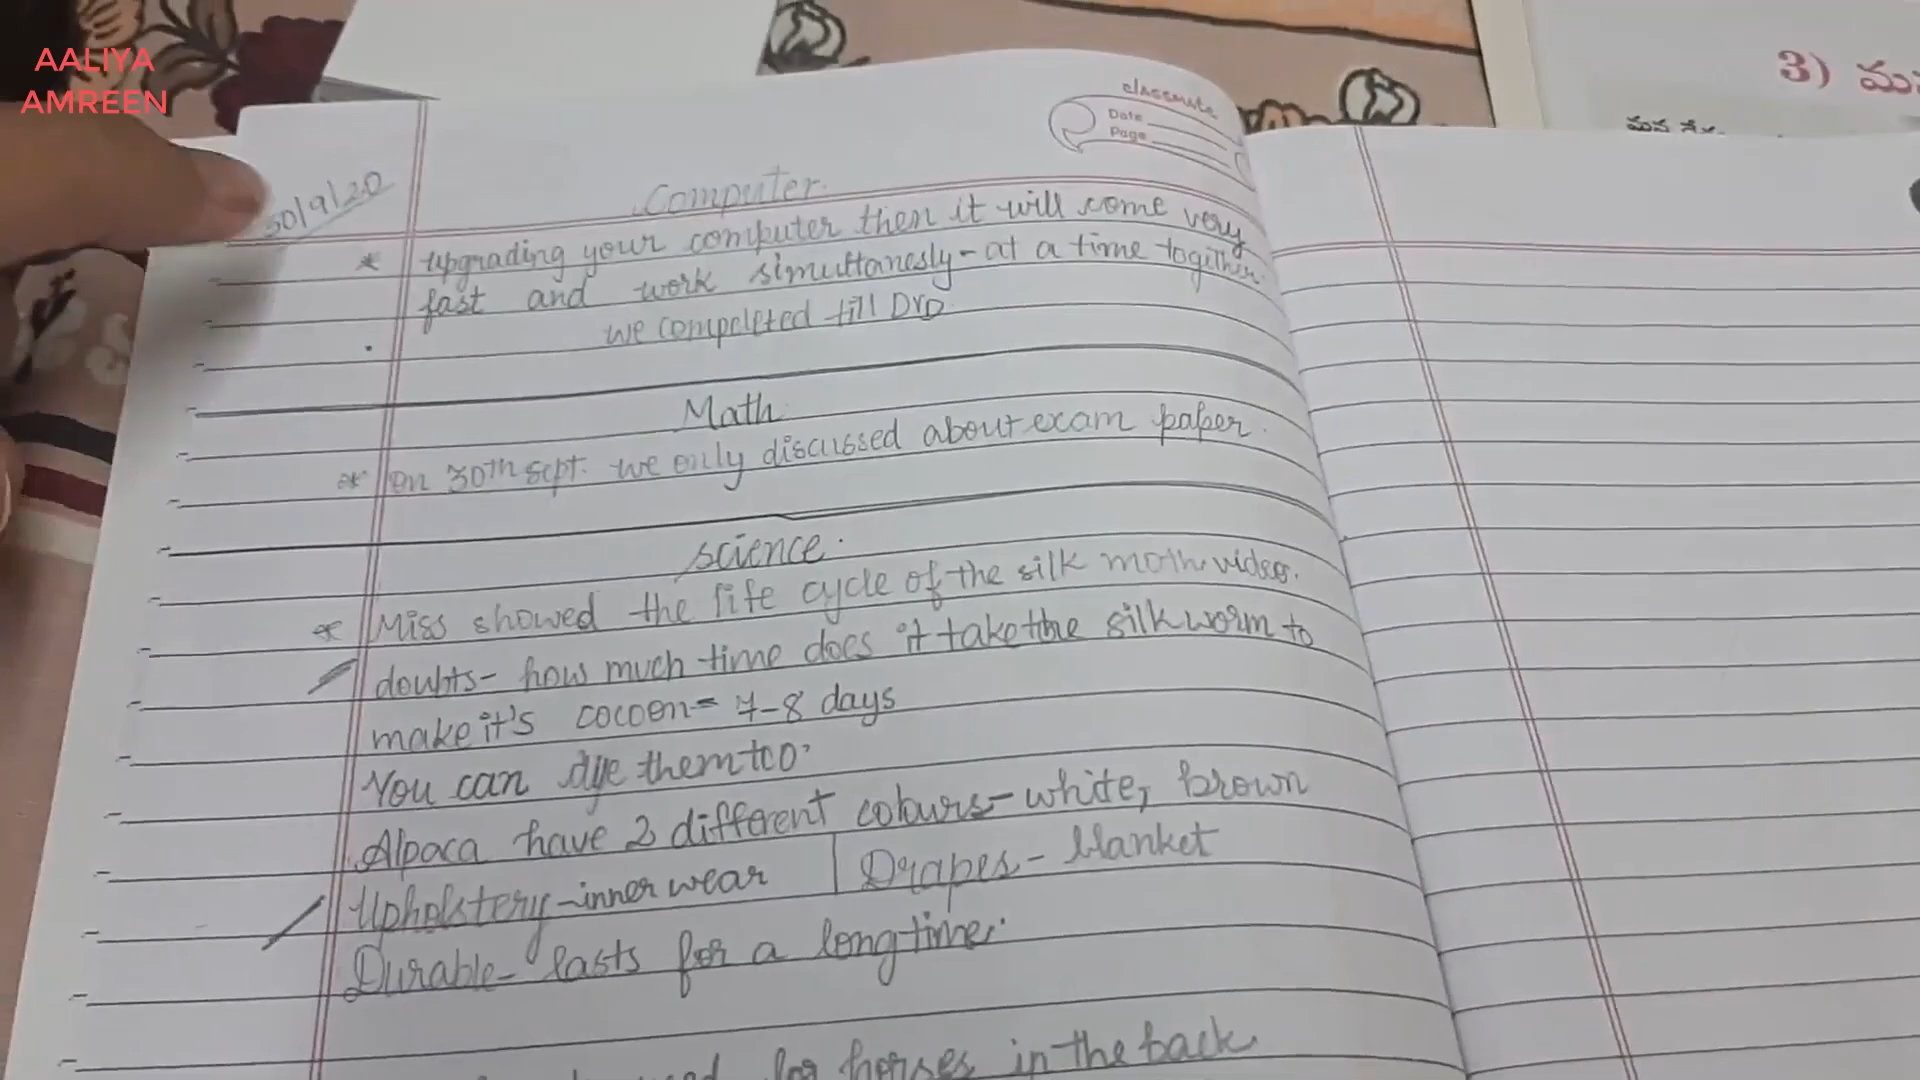 AALIYA
AMREEN
classmate
Date
Page
3)
30/9/20
Computer.
* Upgrading your computer then it will come very
fast and work simultanesly - at a time together.
we compeleted till DVD
Math
* On 30th sept. we only discussed about exam paper.
science.
* Miss showed the life cycle of the silk moth video.
doubts - how much time does it take the silk worm to
make it's cocoon = 7-8 days
You can dye them too.
Alpaca have 2 different colours - white, brown
Upholstery - inner wear | Drapes - blanket
Durable - lasts for a long time.
for horses in the back